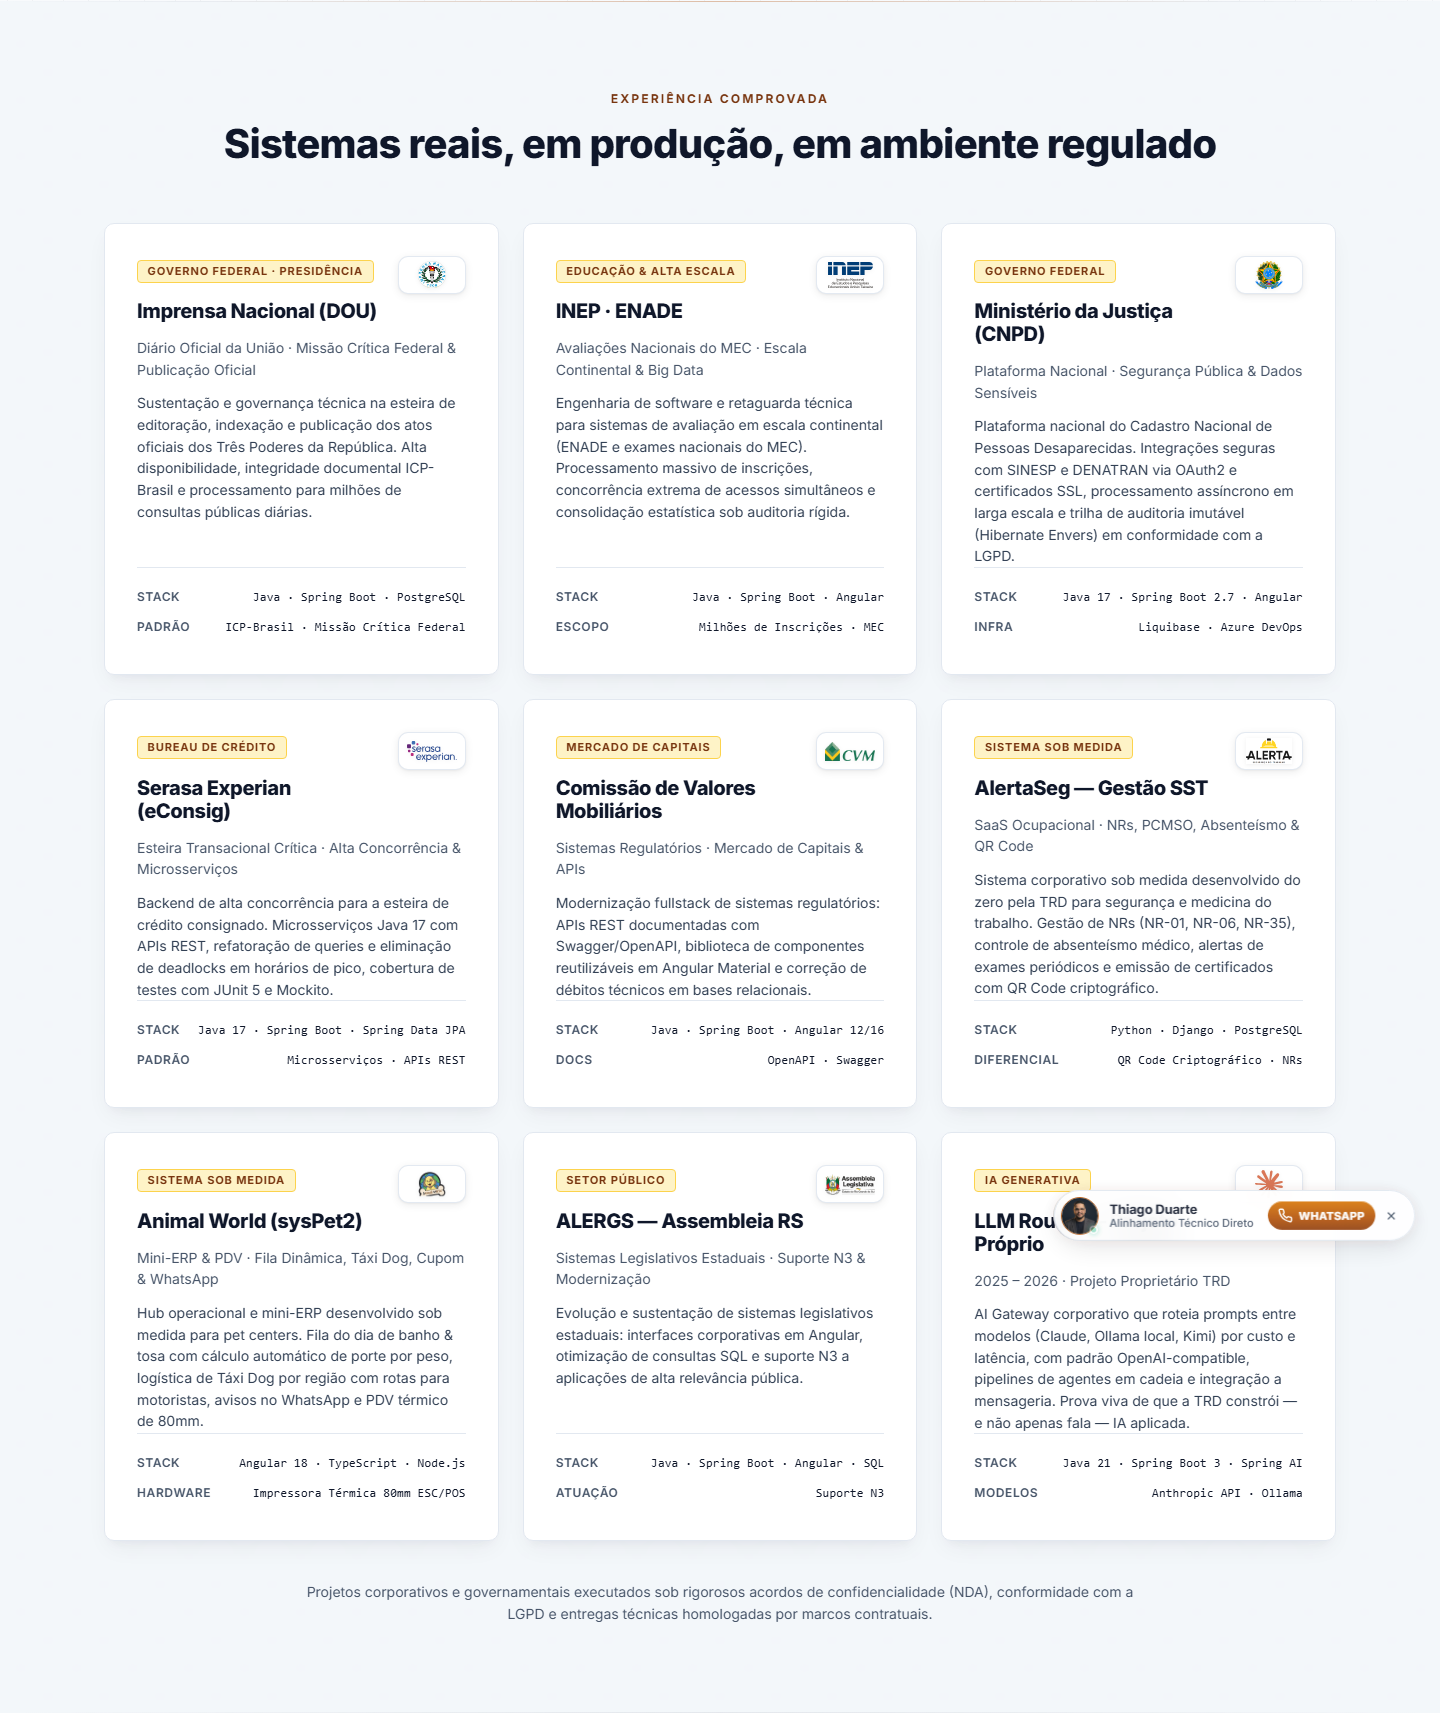 EXPERIÊNCIA COMPROVADA
Sistemas reais, em produção, em ambiente regulado
GOVERNO FEDERAL · PRESIDÊNCIA
Imprensa Nacional (DOU)
Diário Oficial da União · Missão Crítica Federal &
Publicação Oficial
Sustentação e governança técnica na esteira de
editoração, indexação e publicação dos atos
oficiais dos Três Poderes da República. Alta
disponibilidade, integridade documental ICP-
Brasil e processamento para milhões de
consultas públicas diárias.
STACK Java · Spring Boot · PostgreSQL
PADRÃO ICP-Brasil · Missão Crítica Federal
EDUCAÇÃO & ALTA ESCALA
inep
INEP · ENADE
Avaliações Nacionais do MEC · Escala
Continental & Big Data
Engenharia de software e retaguarda técnica
para sistemas de avaliação em escala continental
(ENADE e exames nacionais do MEC).
Processamento massivo de inscrições,
concorrência extrema de acessos simultâneos e
consolidação estatística sob auditoria rígida.
STACK Java · Spring Boot · Angular
ESCOPO Milhões de Inscrições · MEC
GOVERNO FEDERAL
Ministério da Justiça
(CNPD)
Plataforma Nacional · Segurança Pública & Dados
Sensíveis
Plataforma nacional do Cadastro Nacional de
Pessoas Desaparecidas. Integrações seguras
com SINESP e DENATRAN via OAuth2 e
certificados SSL, processamento assíncrono em
larga escala e trilha de auditoria imutável
(Hibernate Envers) em conformidade com a
LGPD.
STACK Java 17 · Spring Boot 2.7 · Angular
INFRA Liquibase · Azure DevOps
BUREAU DE CRÉDITO
serasa
experian.
Serasa Experian
(eConsig)
Esteira Transacional Crítica · Alta Concorrência &
Microsserviços
Backend de alta concorrência para a esteira de
crédito consignado. Microsserviços Java 17 com
APIs REST, refatoração de queries e eliminação
de deadlocks em horários de pico, cobertura de
testes com JUnit 5 e Mockito.
STACK Java 17 · Spring Boot · Spring Data JPA
PADRÃO Microsserviços · APIs REST
MERCADO DE CAPITAIS
CVM
Comissão de Valores
Mobiliários
Sistemas Regulatórios · Mercado de Capitais &
APIs
Modernização fullstack de sistemas regulatórios:
APIs REST documentadas com
Swagger/OpenAPI, biblioteca de componentes
reutilizáveis em Angular Material e correção de
débitos técnicos em bases relacionais.
STACK Java · Spring Boot · Angular 12/16
DOCS OpenAPI · Swagger
SISTEMA SOB MEDIDA
ALERTA
AlertaSeg — Gestão SST
SaaS Ocupacional · NRs, PCMSO, Absenteísmo &
QR Code
Sistema corporativo sob medida desenvolvido do
zero pela TRD para segurança e medicina do
trabalho. Gestão de NRs (NR-01, NR-06, NR-35),
controle de absenteísmo médico, alertas de
exames periódicos e emissão de certificados
com QR Code criptográfico.
STACK Python · Django · PostgreSQL
DIFERENCIAL QR Code Criptográfico · NRs
SISTEMA SOB MEDIDA
Animal World (sysPet2)
Mini-ERP & PDV · Fila Dinâmica, Táxi Dog, Cupom
& WhatsApp
Hub operacional e mini-ERP desenvolvido sob
medida para pet centers. Fila do dia de banho &
tosa com cálculo automático de porte por peso,
logística de Táxi Dog por região com rotas para
motoristas, avisos no WhatsApp e PDV térmico
de 80mm.
STACK Angular 18 · TypeScript · Node.js
HARDWARE Impressora Térmica 80mm ESC/POS
SETOR PÚBLICO
Assembleia
Legislativa
ALERGS — Assembleia RS
Sistemas Legislativos Estaduais · Suporte N3 &
Modernização
Evolução e sustentação de sistemas legislativos
estaduais: interfaces corporativas em Angular,
otimização de consultas SQL e suporte N3 a
aplicações de alta relevância pública.
STACK Java · Spring Boot · Angular · SQL
ATUAÇÃO Suporte N3
IA GENERATIVA
LLM Rou
Próprio
Thiago Duarte
Alinhamento Técnico Direto
WHATSAPP ×
2025 – 2026 · Projeto Proprietário TRD
AI Gateway corporativo que roteia prompts entre
modelos (Claude, Ollama local, Kimi) por custo e
latência, com padrão OpenAI-compatible,
pipelines de agentes em cadeia e integração a
mensageria. Prova viva de que a TRD constrói —
e não apenas fala — IA aplicada.
STACK Java 21 · Spring Boot 3 · Spring AI
MODELOS Anthropic API · Ollama
Projetos corporativos e governamentais executados sob rigorosos acordos de confidencialidade (NDA), conformidade com a
LGPD e entregas técnicas homologadas por marcos contratuais.